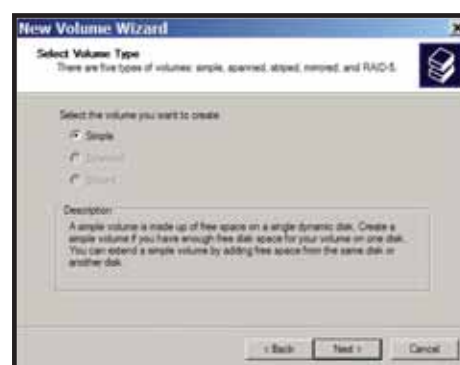 New Volume Wizard
Select Volume Type
There are five types of volumes: simple, spanned, striped, mirrored, and RAID-5.
Select the volume you want to create:
Simple
Spanned
Striped
Description
A simple volume is made up of free space on a single dynamic disk. Create a
simple volume if you have enough free disk space for your volume on one disk.
You can extend a simple volume by adding free space from the same disk or
another disk.
< Back
Next >
Cancel